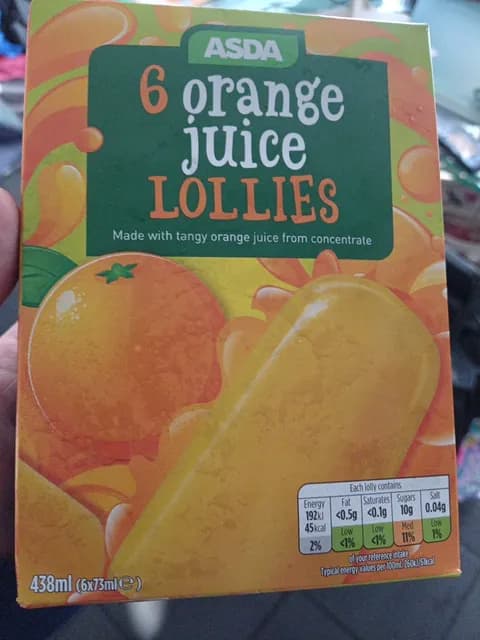 ASDA
6 orange
juice
LOLLIES
Made with tangy orange juice from concentrate
Each lolly contains
Energy Fat Saturates Sugars Salt
192kJ <0.5g <0.1g 10g 0.04g
45kcal Low Low Med Low
2% <1% <1% 11% 1%
of your reference intake
Typical energy values per 100ml: 260kJ/61kcal
438ml (6x73ml℮)